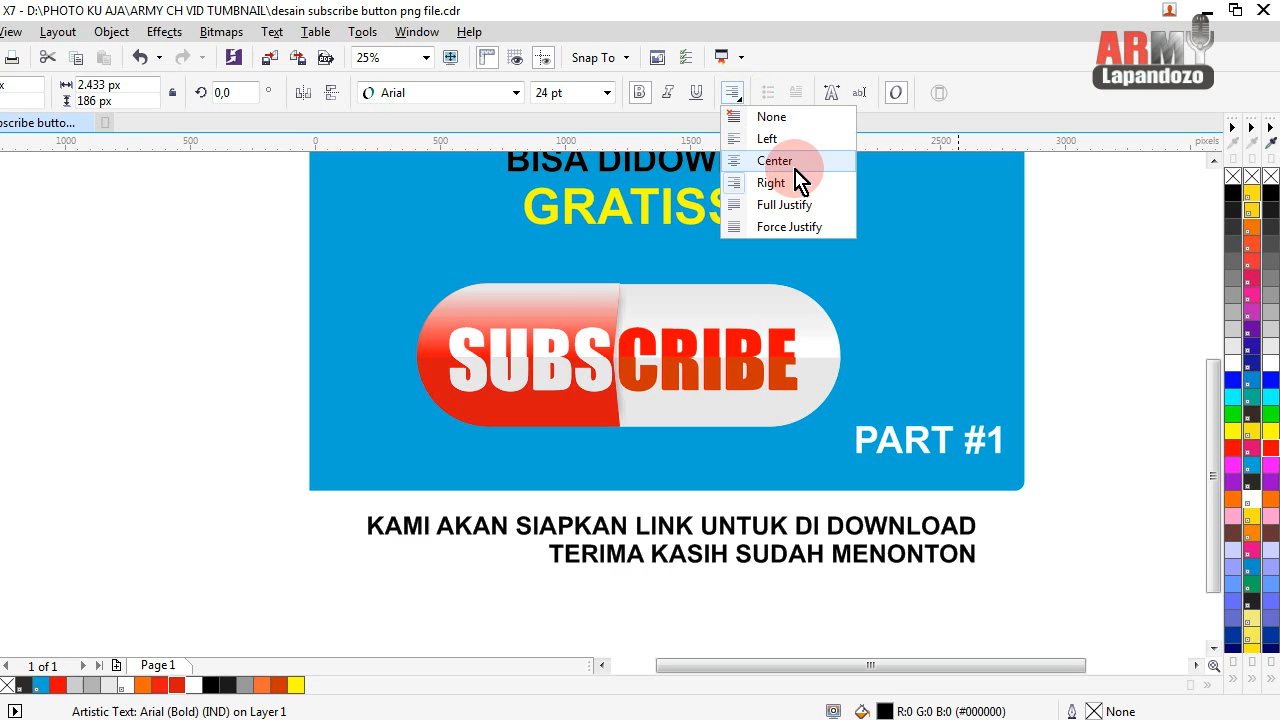 X7 - D:\PHOTO KU AJA\ARMY CH VID TUMBNAIL\desain subscribe button png file.cdr
View Layout Object Effects Bitmaps Text Table Tools Window Help
ARMY
Lapandozo
25% Snap To
2.433 px
186 px
0,0 °
O Arial
24 pt
B I U
ab
O
scribe butto...
None
Left
Center
Right
Full Justify
Force Justify
1000 500 0 500 1000 1500 2500 3000 pixels
BISA DIDOW
GRATISS
SUBSCRIBE
PART #1
KAMI AKAN SIAPKAN LINK UNTUK DI DOWNLOAD
TERIMA KASIH SUDAH MENONTON
1 of 1
Page 1
Artistic Text: Arial (Bold) (IND) on Layer 1
R:0 G:0 B:0 (#000000)
None